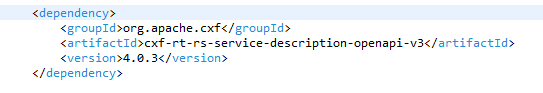 <dependency>
<groupId>org.apache.cxf</groupId>
<artifactId>cxf-rt-rs-service-description-openapi-v3</artifactId>
<version>4.0.3</version>
</dependency>